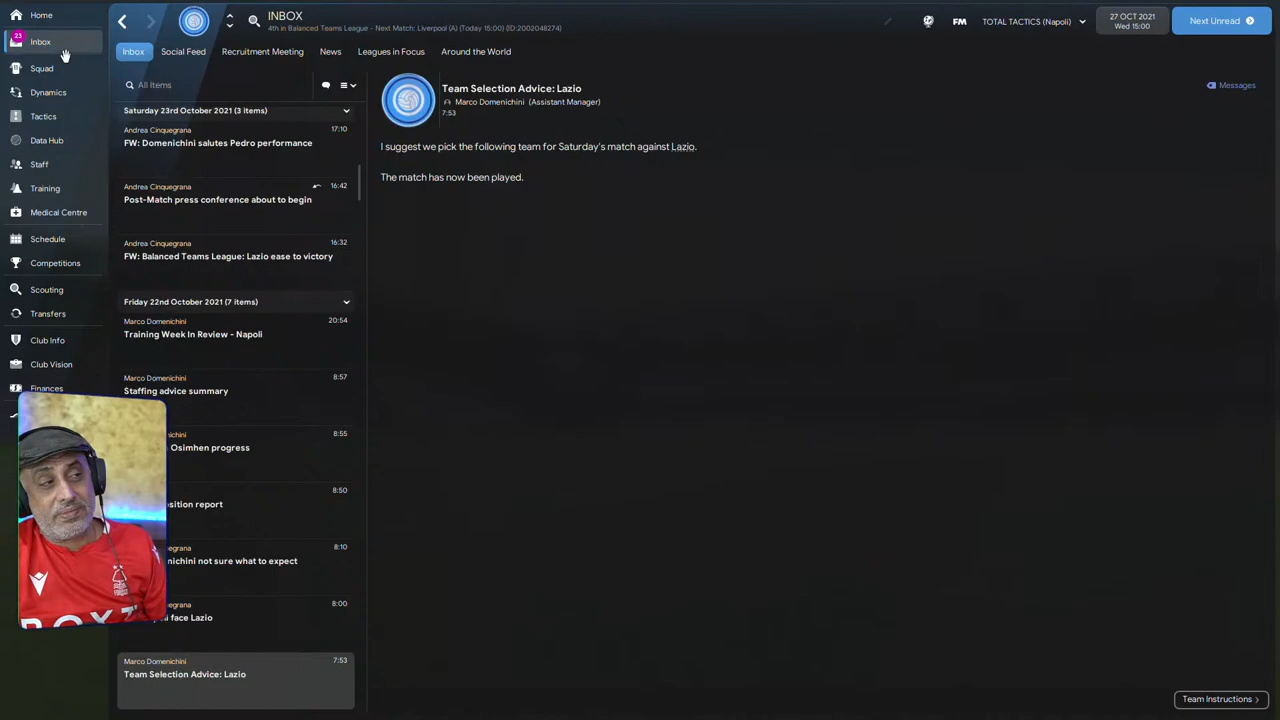 Home
INBOX
4th in Balanced Teams League - Next Match: Liverpool (A) (Today 15:00) (ID:2002048274)
FM
TOTAL TACTICS (Napoli)
27 OCT 2021
Wed 15:00
Next Unread
23
Inbox
Squad
Dynamics
Tactics
Data Hub
Staff
Training
Medical Centre
Schedule
Competitions
Scouting
Transfers
Club Info
Club Vision
Finances
Inbox
Social Feed
Recruitment Meeting
News
Leagues in Focus
Around the World
All Items
Saturday 23rd October 2021 (3 items)
Andrea Cinquegrana 17:10
FW: Domenichini salutes Pedro performance
Andrea Cinquegrana 16:42
Post-Match press conference about to begin
Andrea Cinquegrana 16:32
FW: Balanced Teams League: Lazio ease to victory
Friday 22nd October 2021 (7 items)
Marco Domenichini 20:54
Training Week In Review - Napoli
Marco Domenichini 8:57
Staffing advice summary
8:55
Osimhen progress
8:50
8:10
not sure what to expect
8:00
face Lazio
Marco Domenichini 7:53
Team Selection Advice: Lazio
Team Selection Advice: Lazio
Marco Domenichini (Assistant Manager)
7:53
Messages
I suggest we pick the following team for Saturday's match against Lazio.
The match has now been played.
Team Instructions